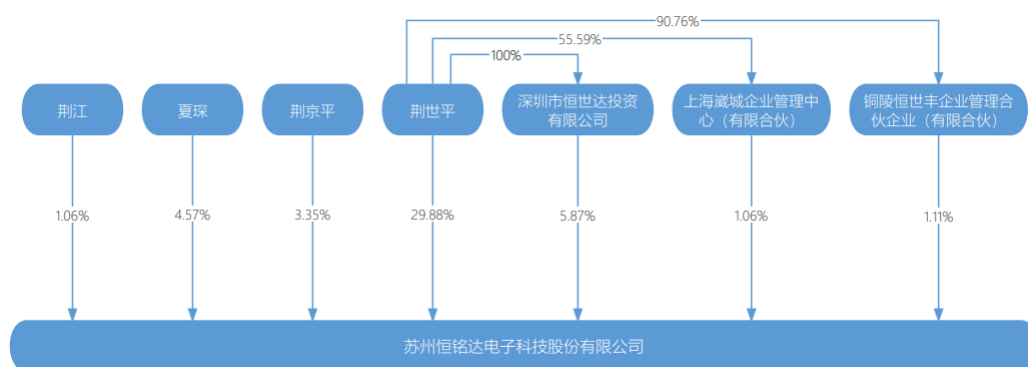 90.76%
55.59%
100%
荆江
夏琛
荆京平
荆世平
深圳市恒世达投资
有限公司
上海崴城企业管理中
心（有限合伙）
铜陵恒世丰企业管理合
伙企业（有限合伙）
1.06%
4.57%
3.35%
29.88%
5.87%
1.06%
1.11%
苏州恒铭达电子科技股份有限公司